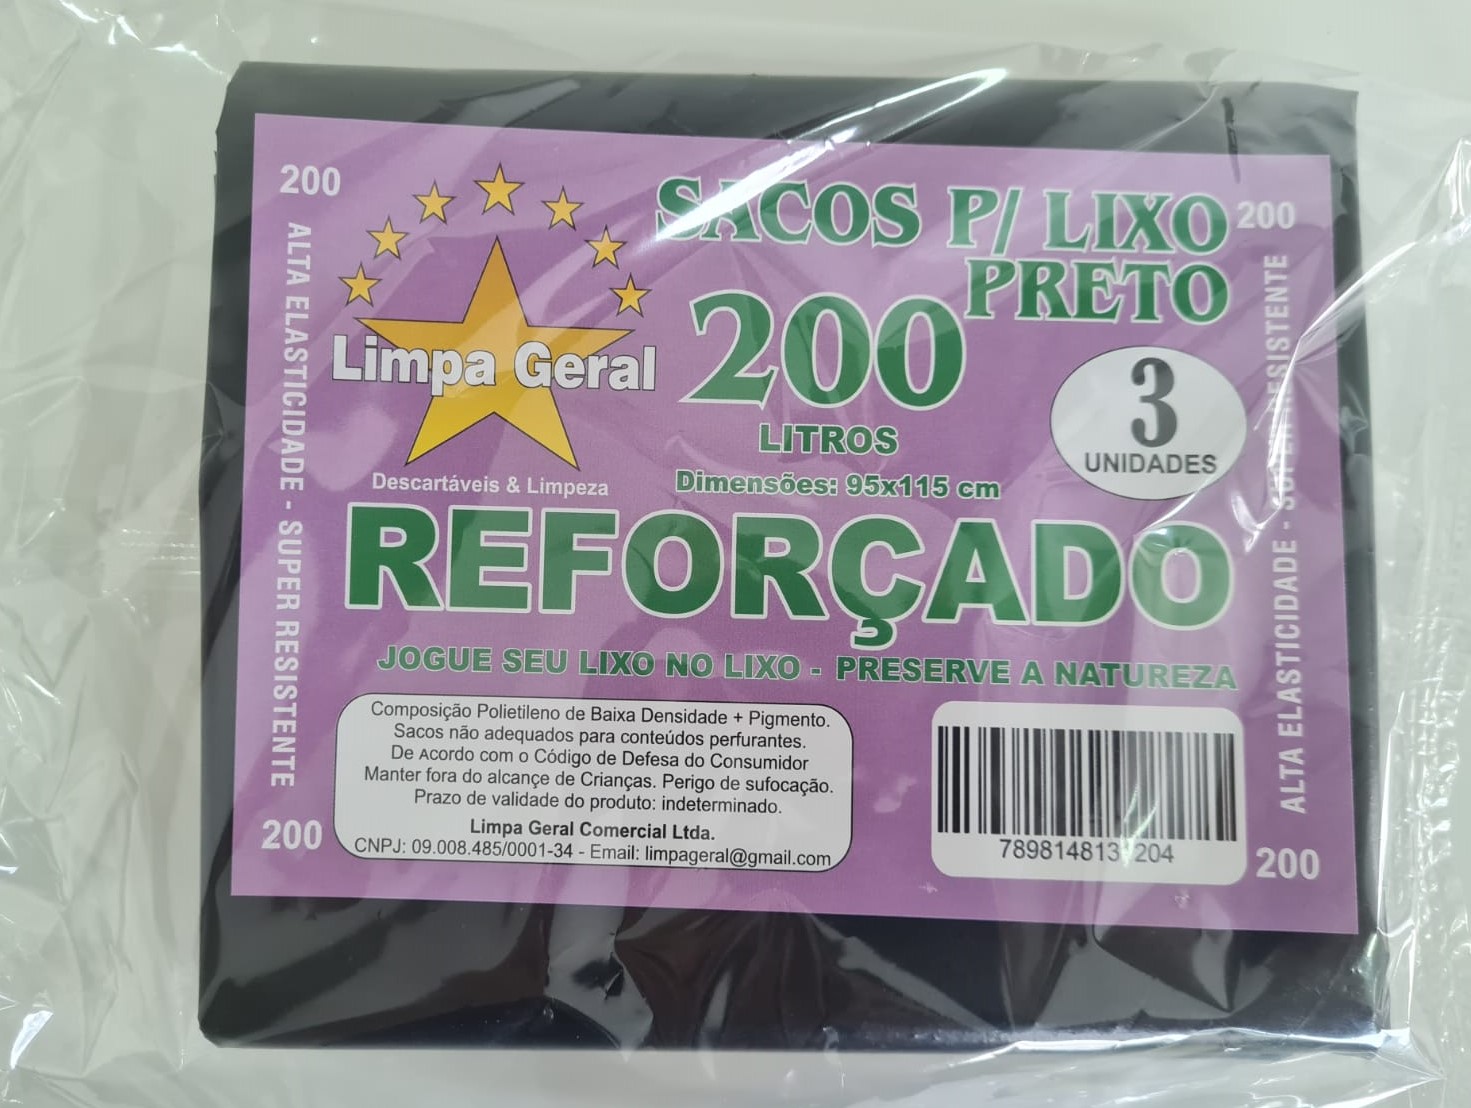 200
SACOS P/ LIXO
PRETO
200
200
LITROS
Dimensões: 95x115 cm
3
UNIDADES
Limpa Geral
Descartáveis & Limpeza
REFORÇADO
JOGUE SEU LIXO NO LIXO - PRESERVE A NATUREZA
ALTA ELASTICIDADE - SUPER RESISTENTE
ALTA ELASTICIDADE - SUPER RESISTENTE
Composição Polietileno de Baixa Densidade + Pigmento.
Sacos não adequados para conteúdos perfurantes.
De Acordo com o Código de Defesa do Consumidor
Manter fora do alcançe de Crianças. Perigo de sufocação.
Prazo de validade do produto: indeterminado.
Limpa Geral Comercial Ltda.
CNPJ: 09.008.485/0001-34 - Email: limpageral@gmail.com
200
200